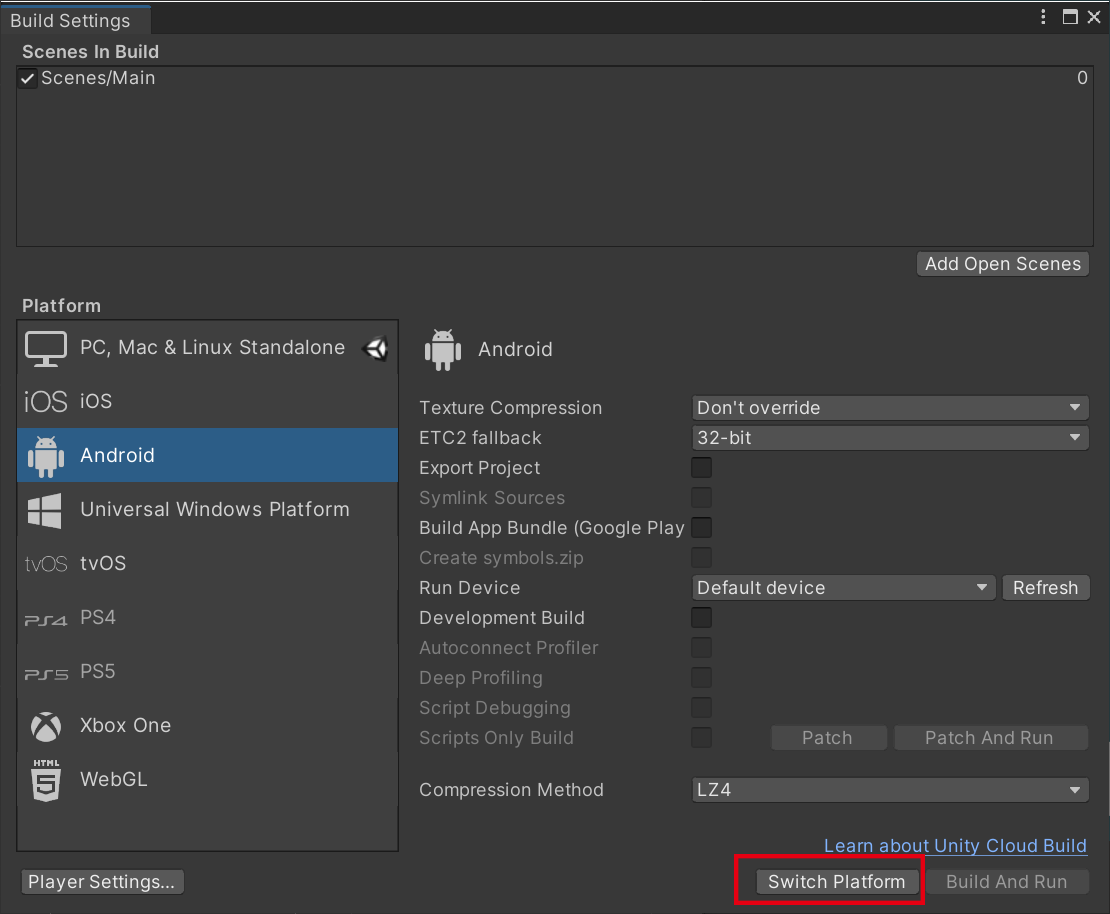 Build Settings
Scenes In Build
Scenes/Main 0
Add Open Scenes
Platform
PC, Mac & Linux Standalone
iOS iOS
Android
Universal Windows Platform
tvOS tvOS
PS4 PS4
PS5 PS5
Xbox One
HTML
5 WebGL
Android
Texture Compression Don't override
ETC2 fallback 32-bit
Export Project
Symlink Sources
Build App Bundle (Google Play
Create symbols.zip
Run Device Default device Refresh
Development Build
Autoconnect Profiler
Deep Profiling
Script Debugging
Scripts Only Build Patch Patch And Run
Compression Method LZ4
Learn about Unity Cloud Build
Player Settings... Switch Platform Build And Run